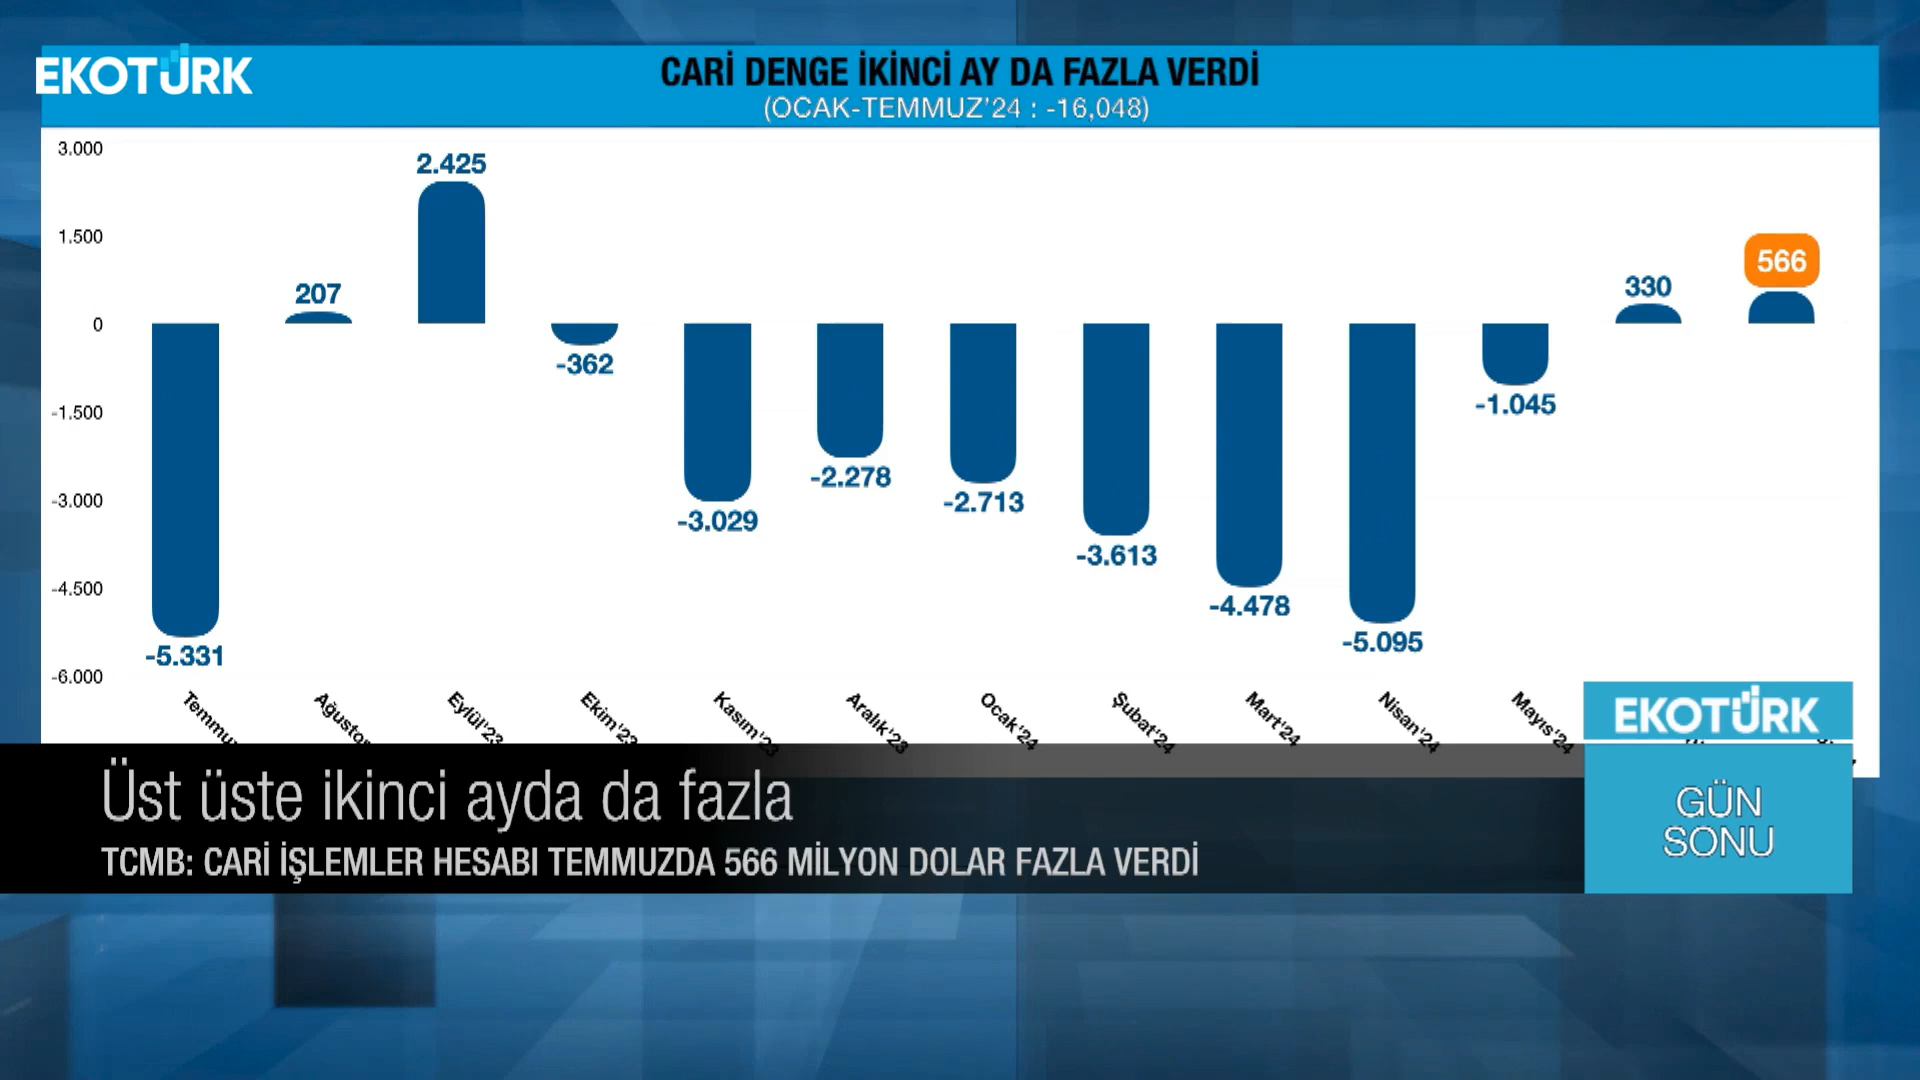 EKOTÜRK
CARİ DENGE İKİNCİ AY DA FAZLA VERDİ
(OCAK-TEMMUZ'24 : -16,048)
3.000
1.500
0
-1.500
-3.000
-4.500
-6.000
-5.331
207
2.425
-362
-3.029
-2.278
-2.713
-3.613
-4.478
-5.095
-1.045
330
566
Eylül'23
Ekim'23
Kasım'23
Aralık'23
Ocak'24
Şubat'24
Mart'24
Nisan'24
Mayıs'24
EKOTÜRK
GÜN
SONU
Üst üste ikinci ayda da fazla
TCMB: CARİ İŞLEMLER HESABI TEMMUZDA 566 MİLYON DOLAR FAZLA VERDİ